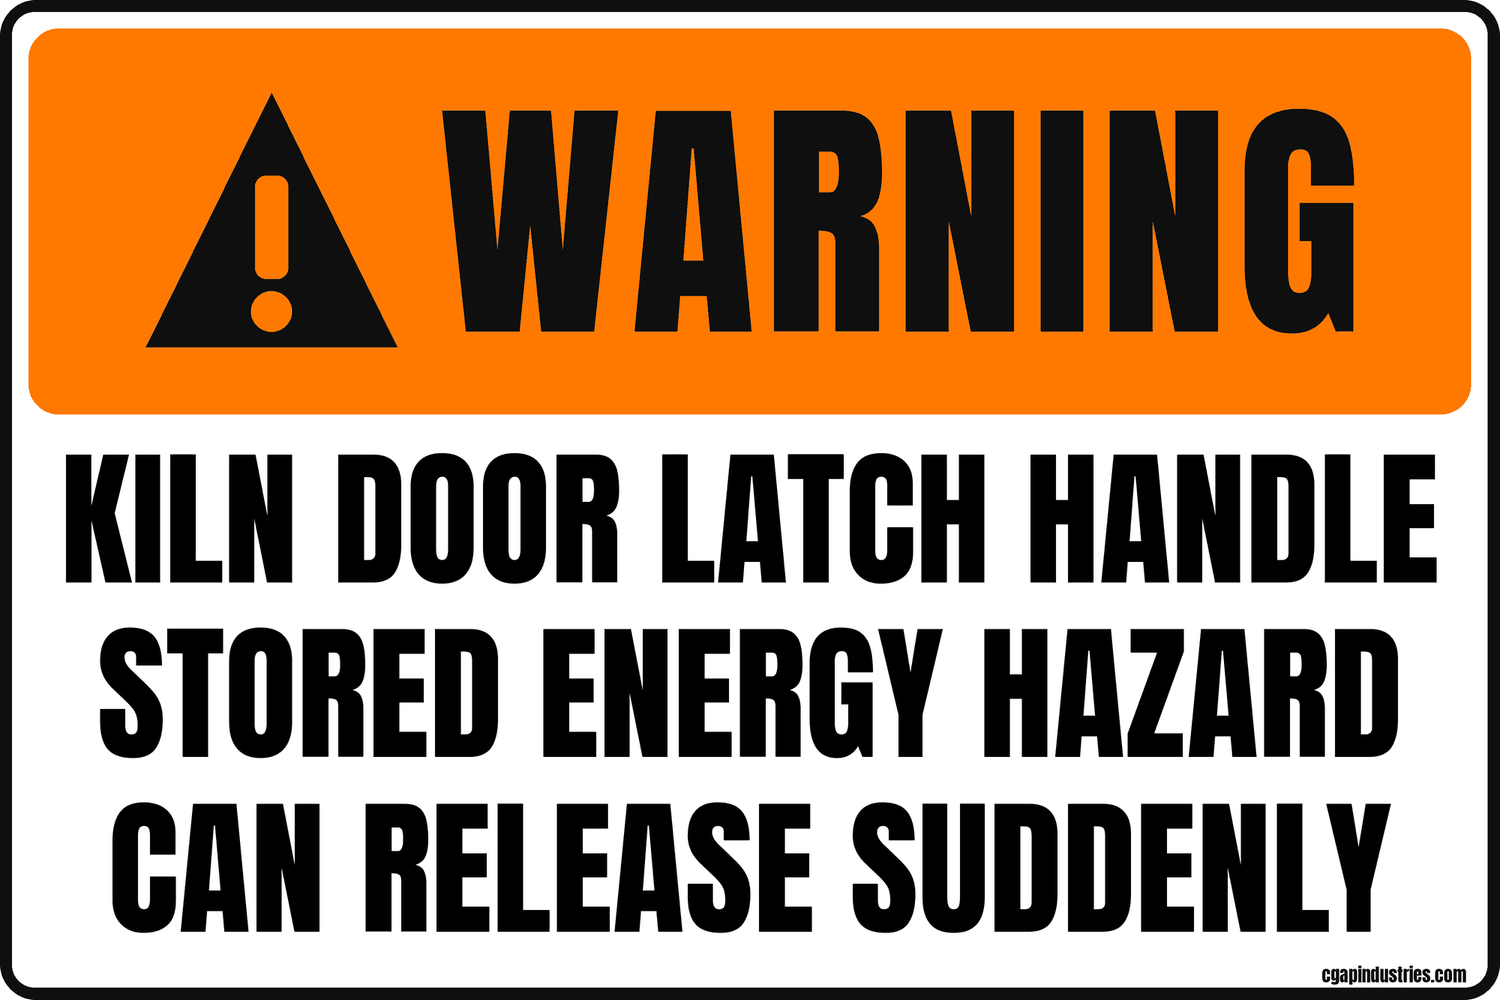 WARNING
KILN DOOR LATCH HANDLE
STORED ENERGY HAZARD
CAN RELEASE SUDDENLY
cgapindustries.com